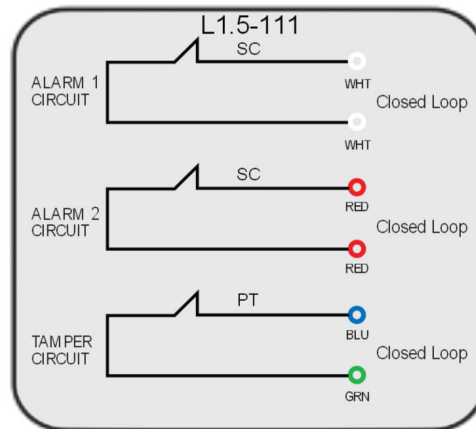 L1.5-111
SC
ALARM 1
CIRCUIT
WHT
Closed Loop
WHT
SC
ALARM 2
CIRCUIT
RED
Closed Loop
RED
PT
TAMPER
CIRCUIT
BLU
Closed Loop
GRN